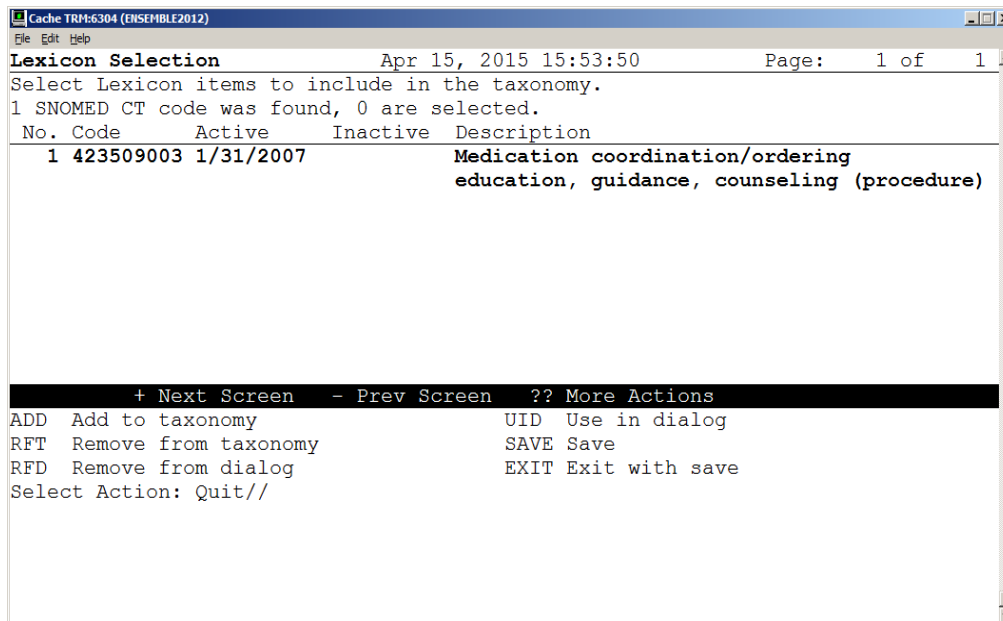 Cache TRM:6304 (ENSEMBLE2012)
File Edit Help
Lexicon Selection Apr 15, 2015 15:53:50 Page: 1 of 1
Select Lexicon items to include in the taxonomy.
1 SNOMED CT code was found, 0 are selected.
No. Code Active Inactive Description
1 423509003 1/31/2007 Medication coordination/ordering
education, guidance, counseling (procedure)
+ Next Screen - Prev Screen ?? More Actions
ADD Add to taxonomy UID Use in dialog
RFT Remove from taxonomy SAVE Save
RFD Remove from dialog EXIT Exit with save
Select Action: Quit//